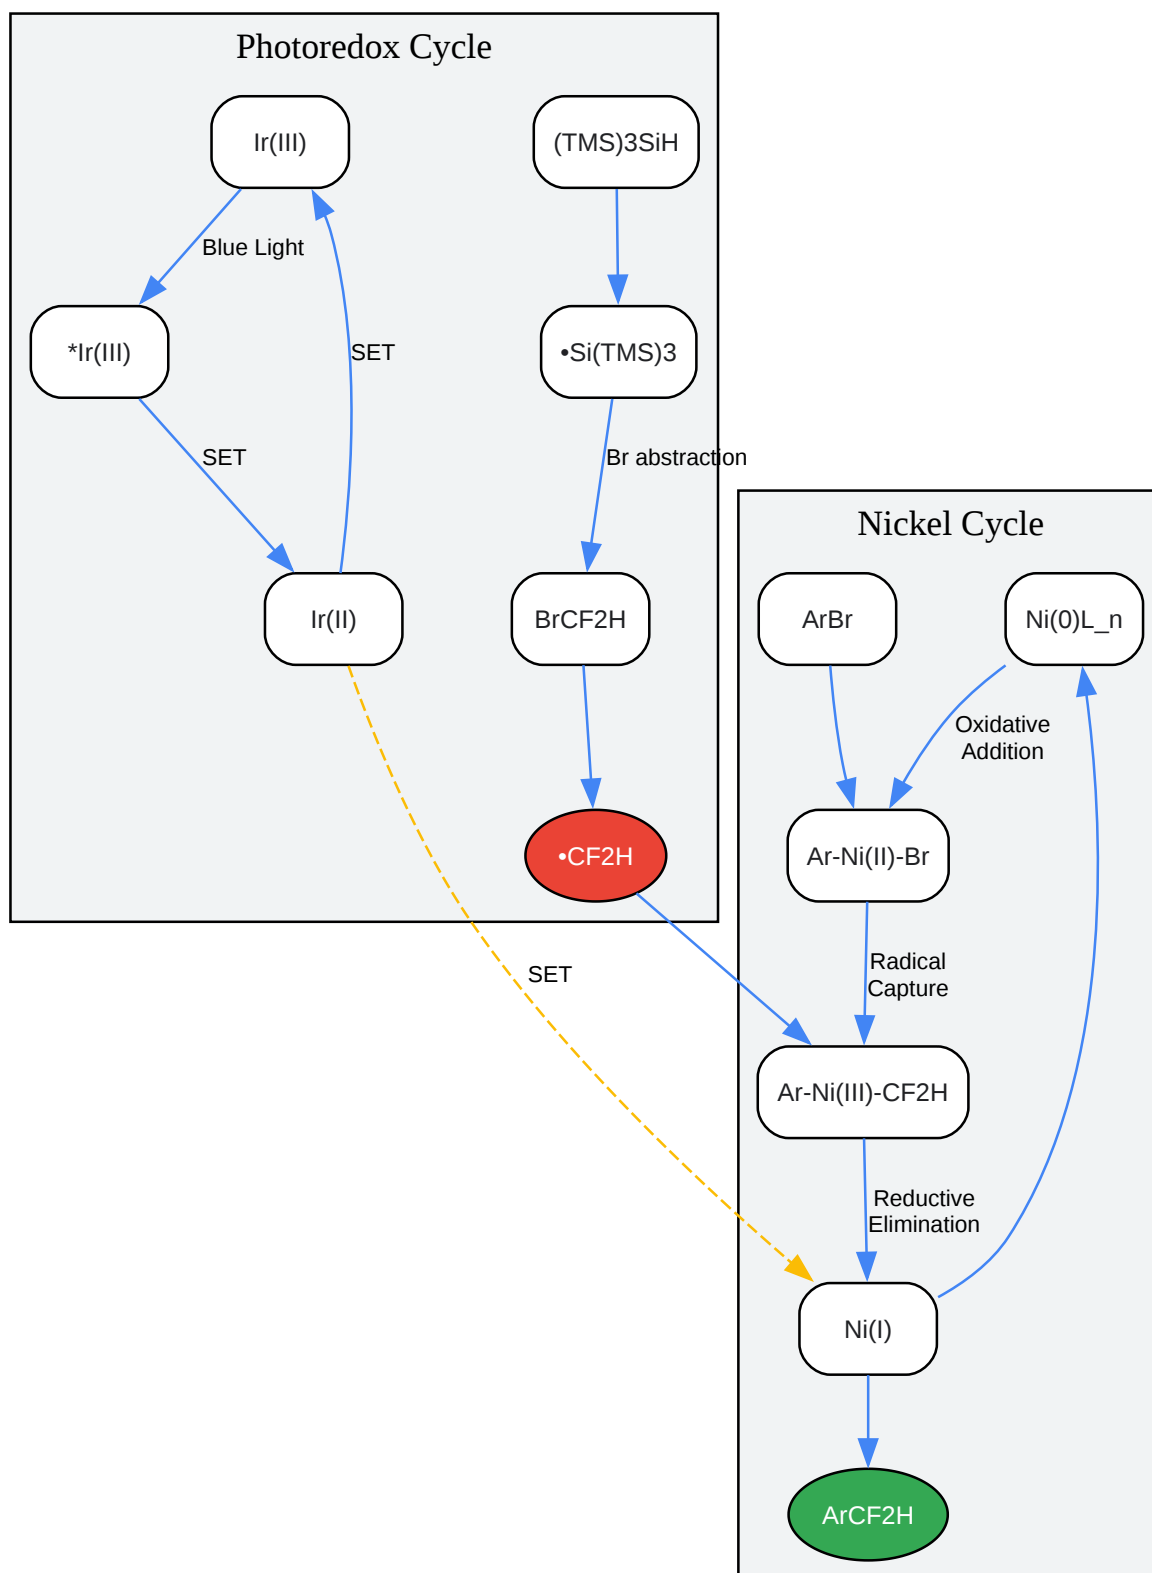 Photoredox Cycle
Ir(III)
(TMS)3SiH
Blue Light
*Ir(III)
•Si(TMS)3
SET
SET
Br abstraction
Ir(II)
BrCF2H
•CF2H
SET
Nickel Cycle
ArBr
Ni(0)L_n
Oxidative
Addition
Ar-Ni(II)-Br
Radical
Capture
Ar-Ni(III)-CF2H
Reductive
Elimination
Ni(I)
ArCF2H